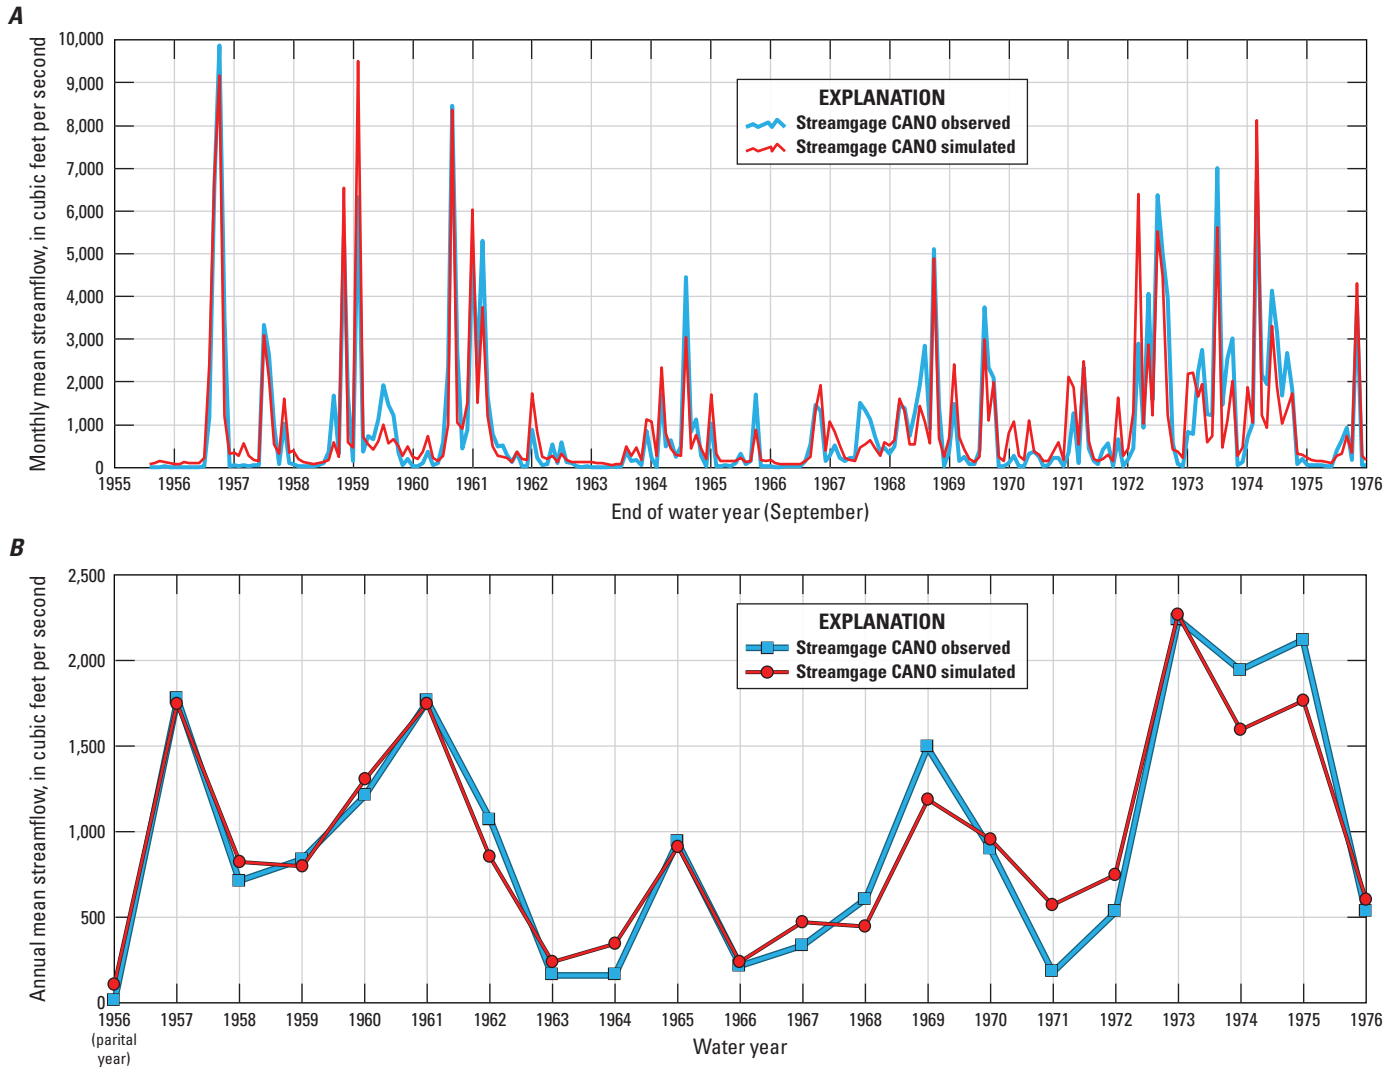 A
Monthly mean streamflow, in cubic feet per second
10,000
9,000
8,000
7,000
6,000
5,000
4,000
3,000
2,000
1,000
0
EXPLANATION
Streamgage CANO observed
Streamgage CANO simulated
1955 1956 1957 1958 1959 1960 1961 1962 1963 1964 1965 1966 1967 1968 1969 1970 1971 1972 1973 1974 1975 1976
End of water year (September)
B
Annual mean streamflow, in cubic feet per second
2,500
2,000
1,500
1,000
500
0
EXPLANATION
Streamgage CANO observed
Streamgage CANO simulated
1956 1957 1958 1959 1960 1961 1962 1963 1964 1965 1966 1967 1968 1969 1970 1971 1972 1973 1974 1975 1976
(parital
year)
Water year